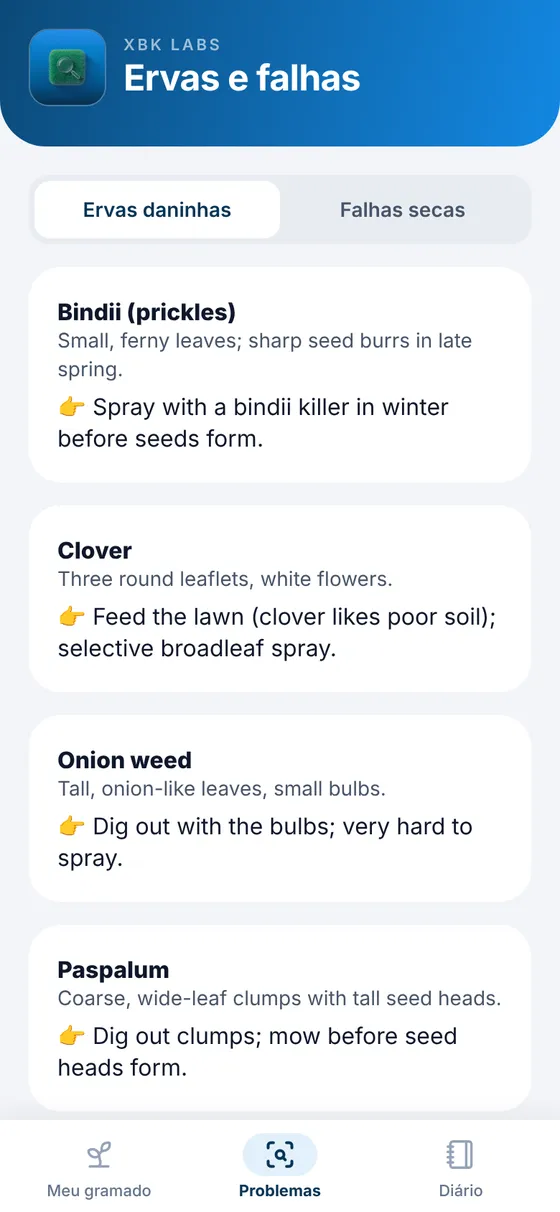 XBK LABS
Ervas e falhas
Ervas daninhas
Falhas secas
Bindii (prickles)
Small, ferny leaves; sharp seed burrs in late
spring.
👉 Spray with a bindii killer in winter
before seeds form.
Clover
Three round leaflets, white flowers.
👉 Feed the lawn (clover likes poor soil);
selective broadleaf spray.
Onion weed
Tall, onion-like leaves, small bulbs.
👉 Dig out with the bulbs; very hard to
spray.
Paspalum
Coarse, wide-leaf clumps with tall seed heads.
👉 Dig out clumps; mow before seed
heads form.
Meu gramado
Problemas
Diário